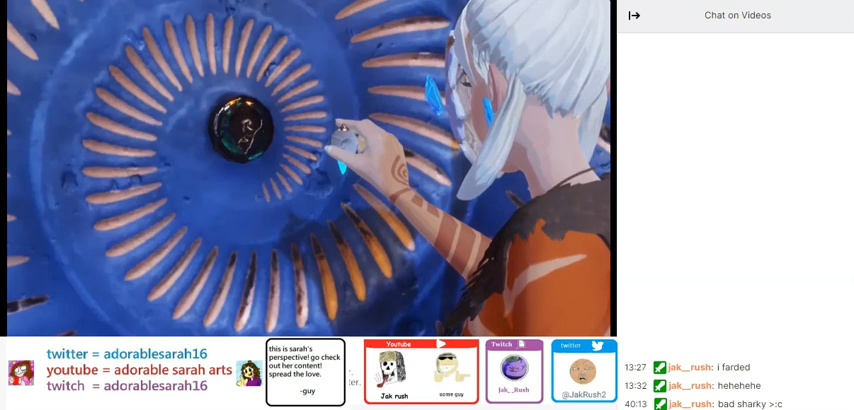 Chat on Videos
twitter = adorablesarah16
youtube = adorable sarah arts
twitch = adorablesarah16
this is sarah's
perspective! go check
out her content!
spread the love.
-guy
ter.
Youtube
Jak rush
some guy
Twitch
Jak__Rush
twitter
@JakRush2
13:27 jak__rush: i farded
13:32 jak__rush: hehehehe
40:13 jak__rush: bad sharky >:c